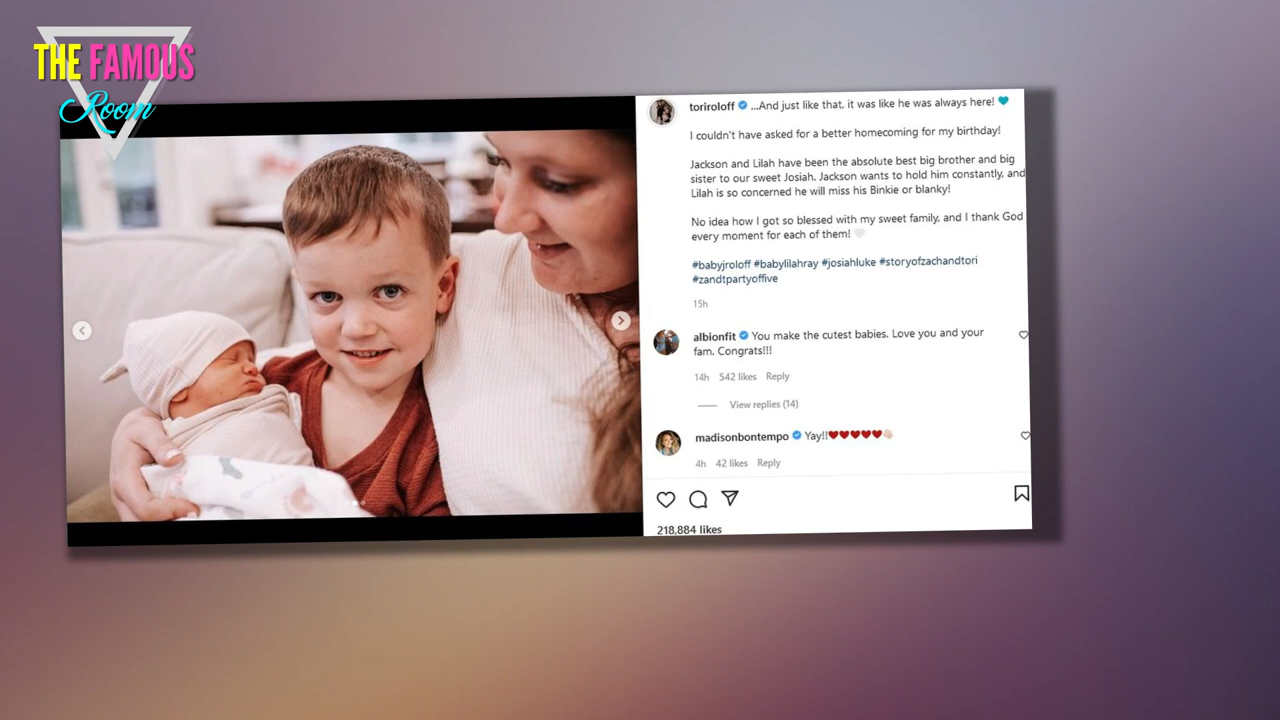 THE FAMOUS
Room
toriroloff ...And just like that, it was like he was always here! 🩵
I couldn't have asked for a better homecoming for my birthday!
Jackson and Lilah have been the absolute best big brother and big
sister to our sweet Josiah. Jackson wants to hold him constantly, and
Lilah is so concerned he will miss his Binkie or blanky!
No idea how I got so blessed with my sweet family, and I thank God
every moment for each of them! 🤍
#babyjroloff #babylilahray #josiahluke #storyofzachandtori
#zandtpartyoffive
15h
albionfit You make the cutest babies. Love you and your
fam. Congrats!!!
14h 542 likes Reply
View replies (14)
madisonbontempo Yay!!❤️❤️❤️❤️❤️👏🏻
4h 42 likes Reply
218,884 likes